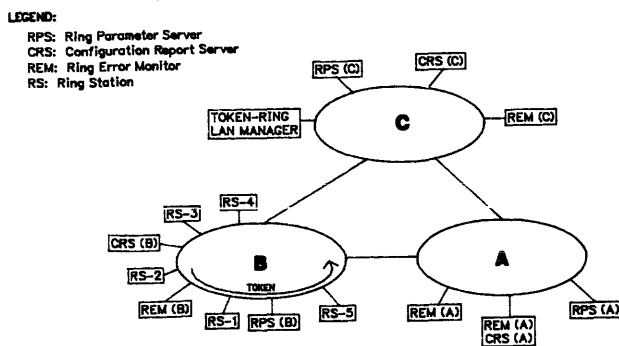 LEGEND:
RPS: Ring Parameter Server
CRS: Configuration Report Server
REM: Ring Error Monitor
RS: Ring Station
RPS (C)
CRS (C)
TOKEN-RING
LAN MANAGER
C
REM (C)
RS-4
RS-3
CRS (B)
B
A
RS-2
TOKEN
REM (B)
RS-1
RPS (B)
RS-5
REM (A)
REM (A)
CRS (A)
RPS (A)